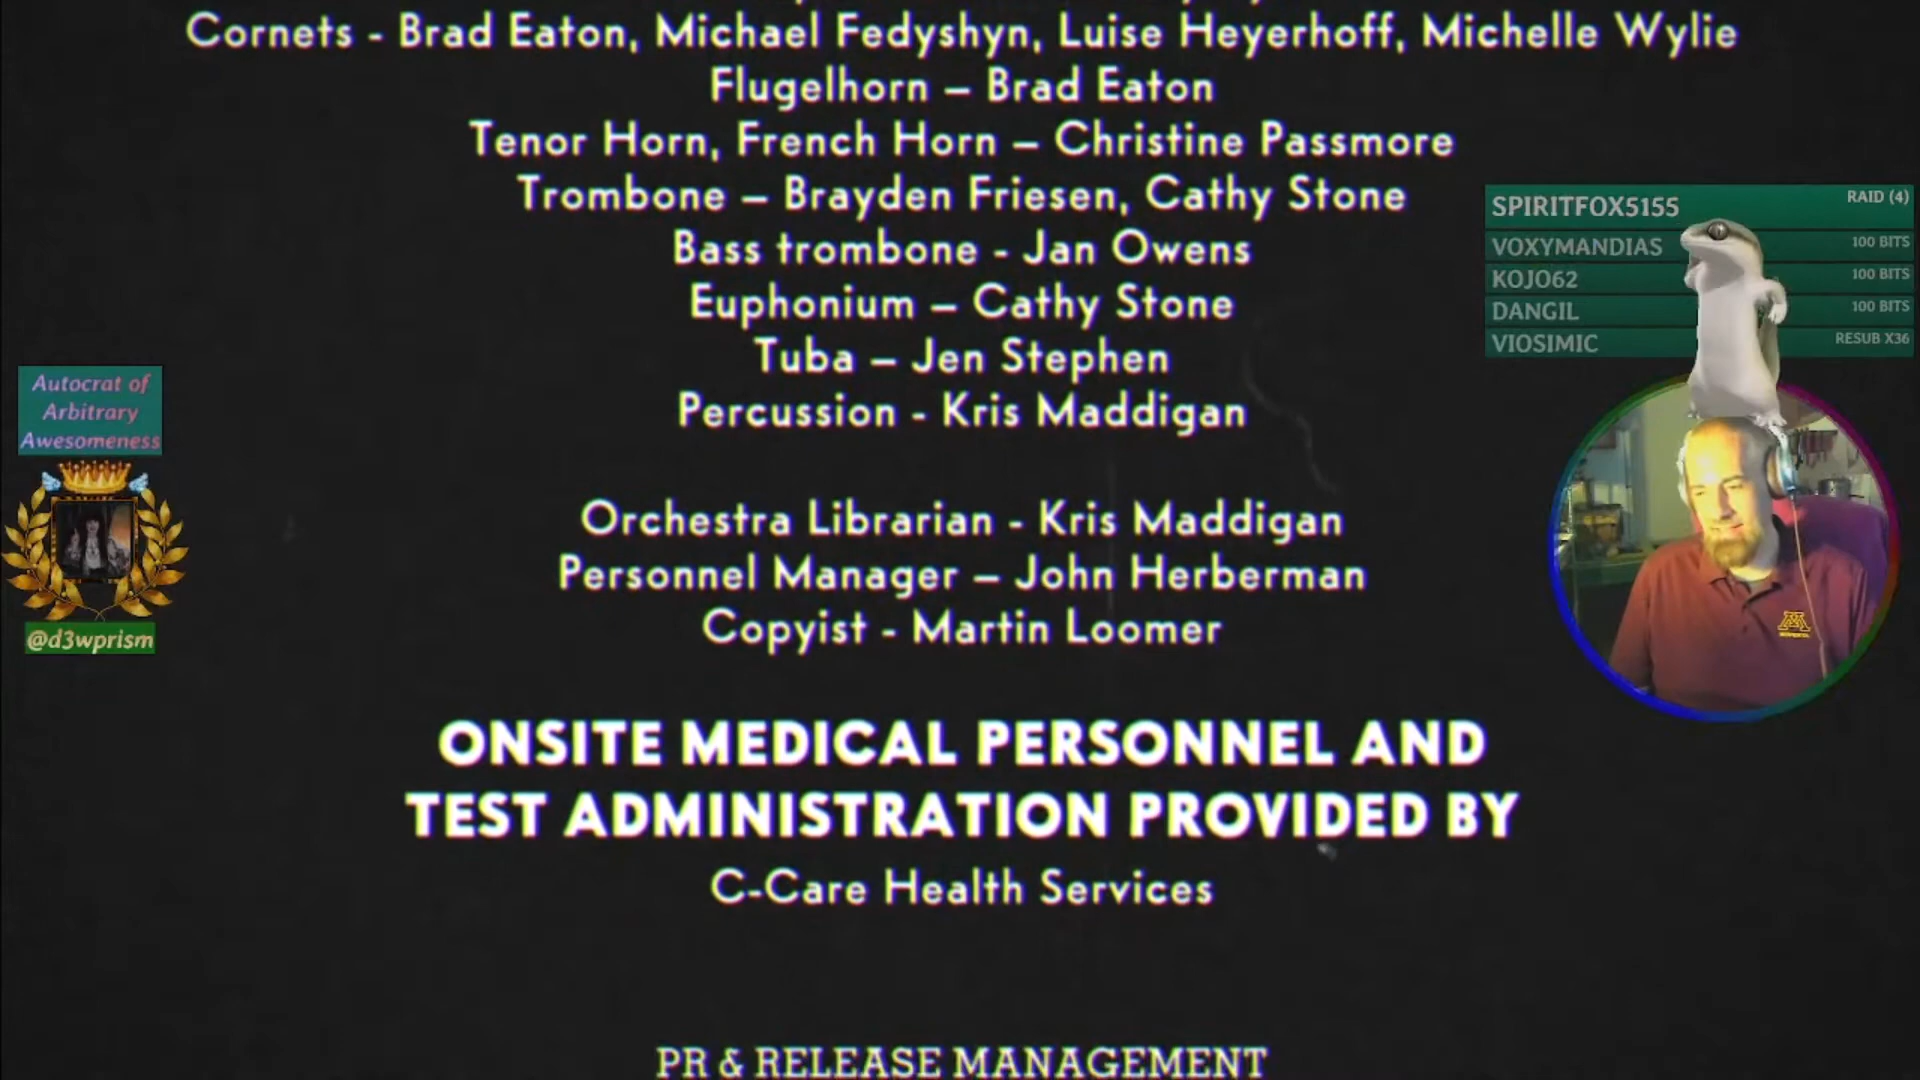 Cornets - Brad Eaton, Michael Fedyshyn, Luise Heyerhoff, Michelle Wylie
Flugelhorn – Brad Eaton
Tenor Horn, French Horn – Christine Passmore
Trombone – Brayden Friesen, Cathy Stone
Bass trombone - Jan Owens
Euphonium – Cathy Stone
Tuba – Jen Stephen
Percussion - Kris Maddigan
Orchestra Librarian - Kris Maddigan
Personnel Manager – John Herberman
Copyist - Martin Loomer
ONSITE MEDICAL PERSONNEL AND
TEST ADMINISTRATION PROVIDED BY
C-Care Health Services
PR & RELEASE MANAGEMENT
Autocrat of
Arbitrary
Awesomeness
@d3wprism
SPIRITFOX5155 RAID (4)
VOXYMANDIAS 100 BITS
KOJO62 100 BITS
DANGIL 100 BITS
VIOSIMIC RESUB X36